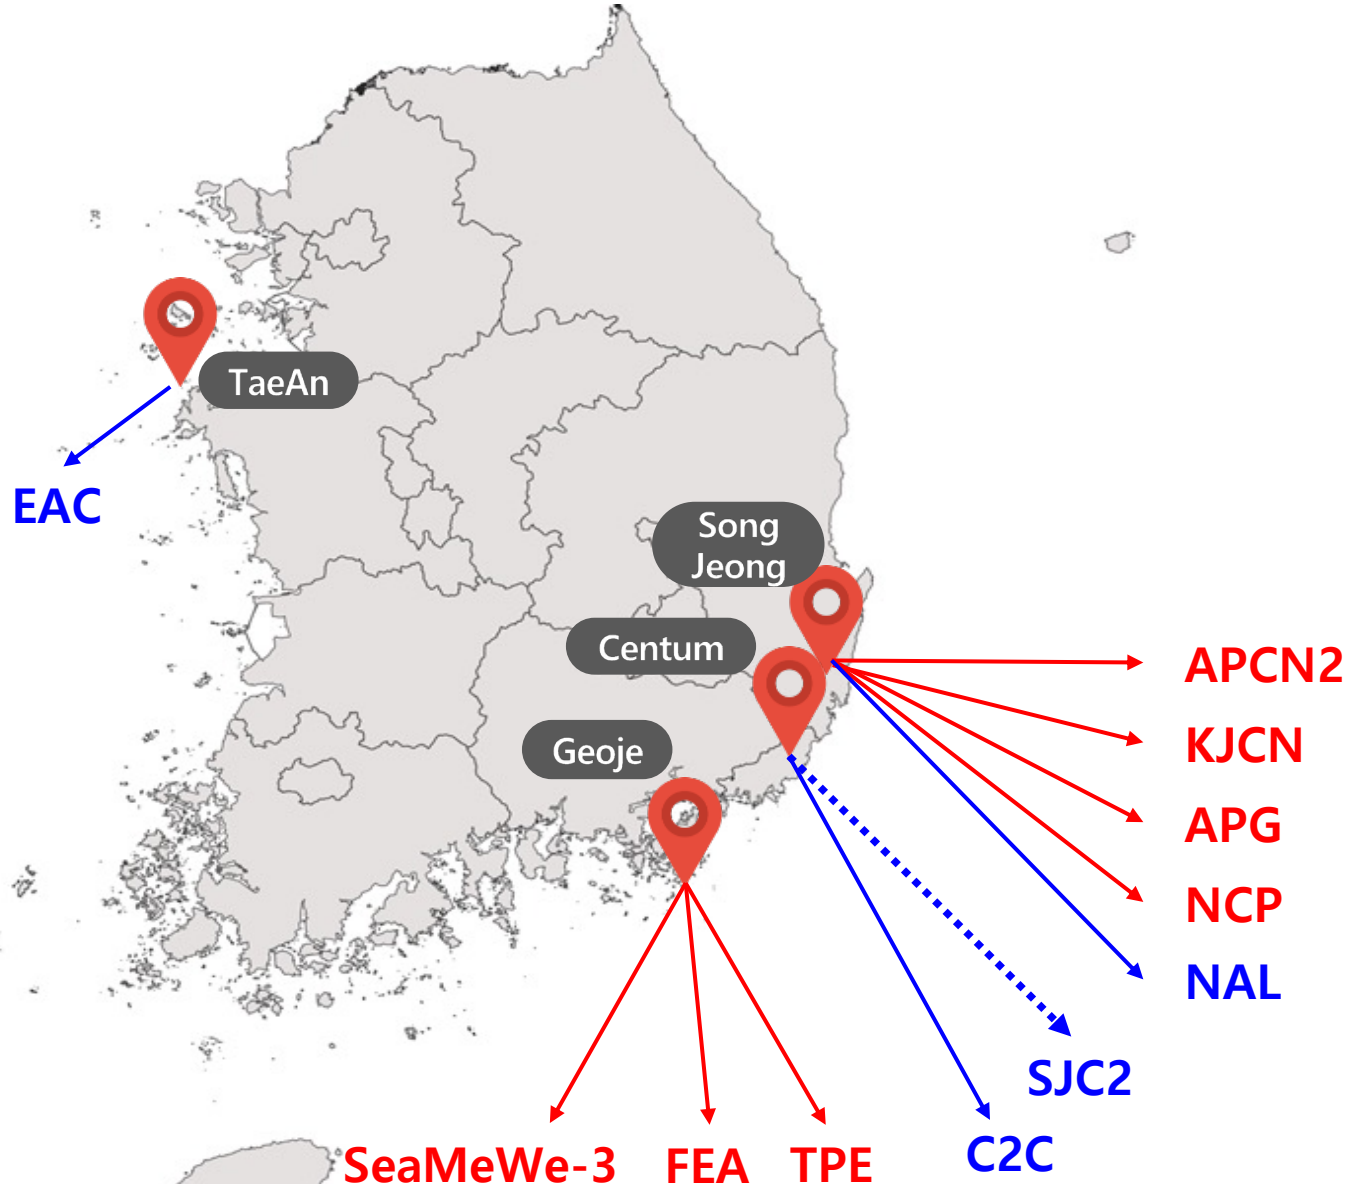 TaeAn
EAC
Song
Jeong
Centum
Geoje
APCN2
KJCN
APG
NCP
NAL
SJC2
C2C
SeaMeWe-3
FEA
TPE